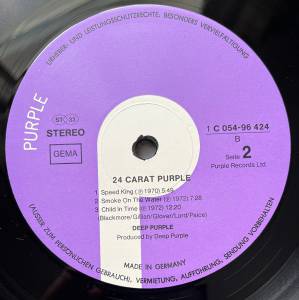 URHEBER- UND LEISTUNGSSCHUTZRECHTE, BESONDERS VERVIELFÄLTIGUNG
PURPLE
ST 33
STEREO
GEMA
1 C 054-96 424
B
Seite 2
Purple Records Ltd.
24 CARAT PURPLE
1 Speed King (℗ 1970) 5:49
2 Smoke On The Water (℗ 1972) 7:28
3 Child in Time (℗ 1972) 12:20
(Blackmore/Gillan/Glover/Lord/Paice)
DEEP PURPLE
Produced by Deep Purple
MADE IN GERMANY
(AUSSER ZUM PERSÖNLICHEN GEBRAUCH), VERMIETUNG, AUFFÜHRUNG, SENDUNG VORBEHALTEN